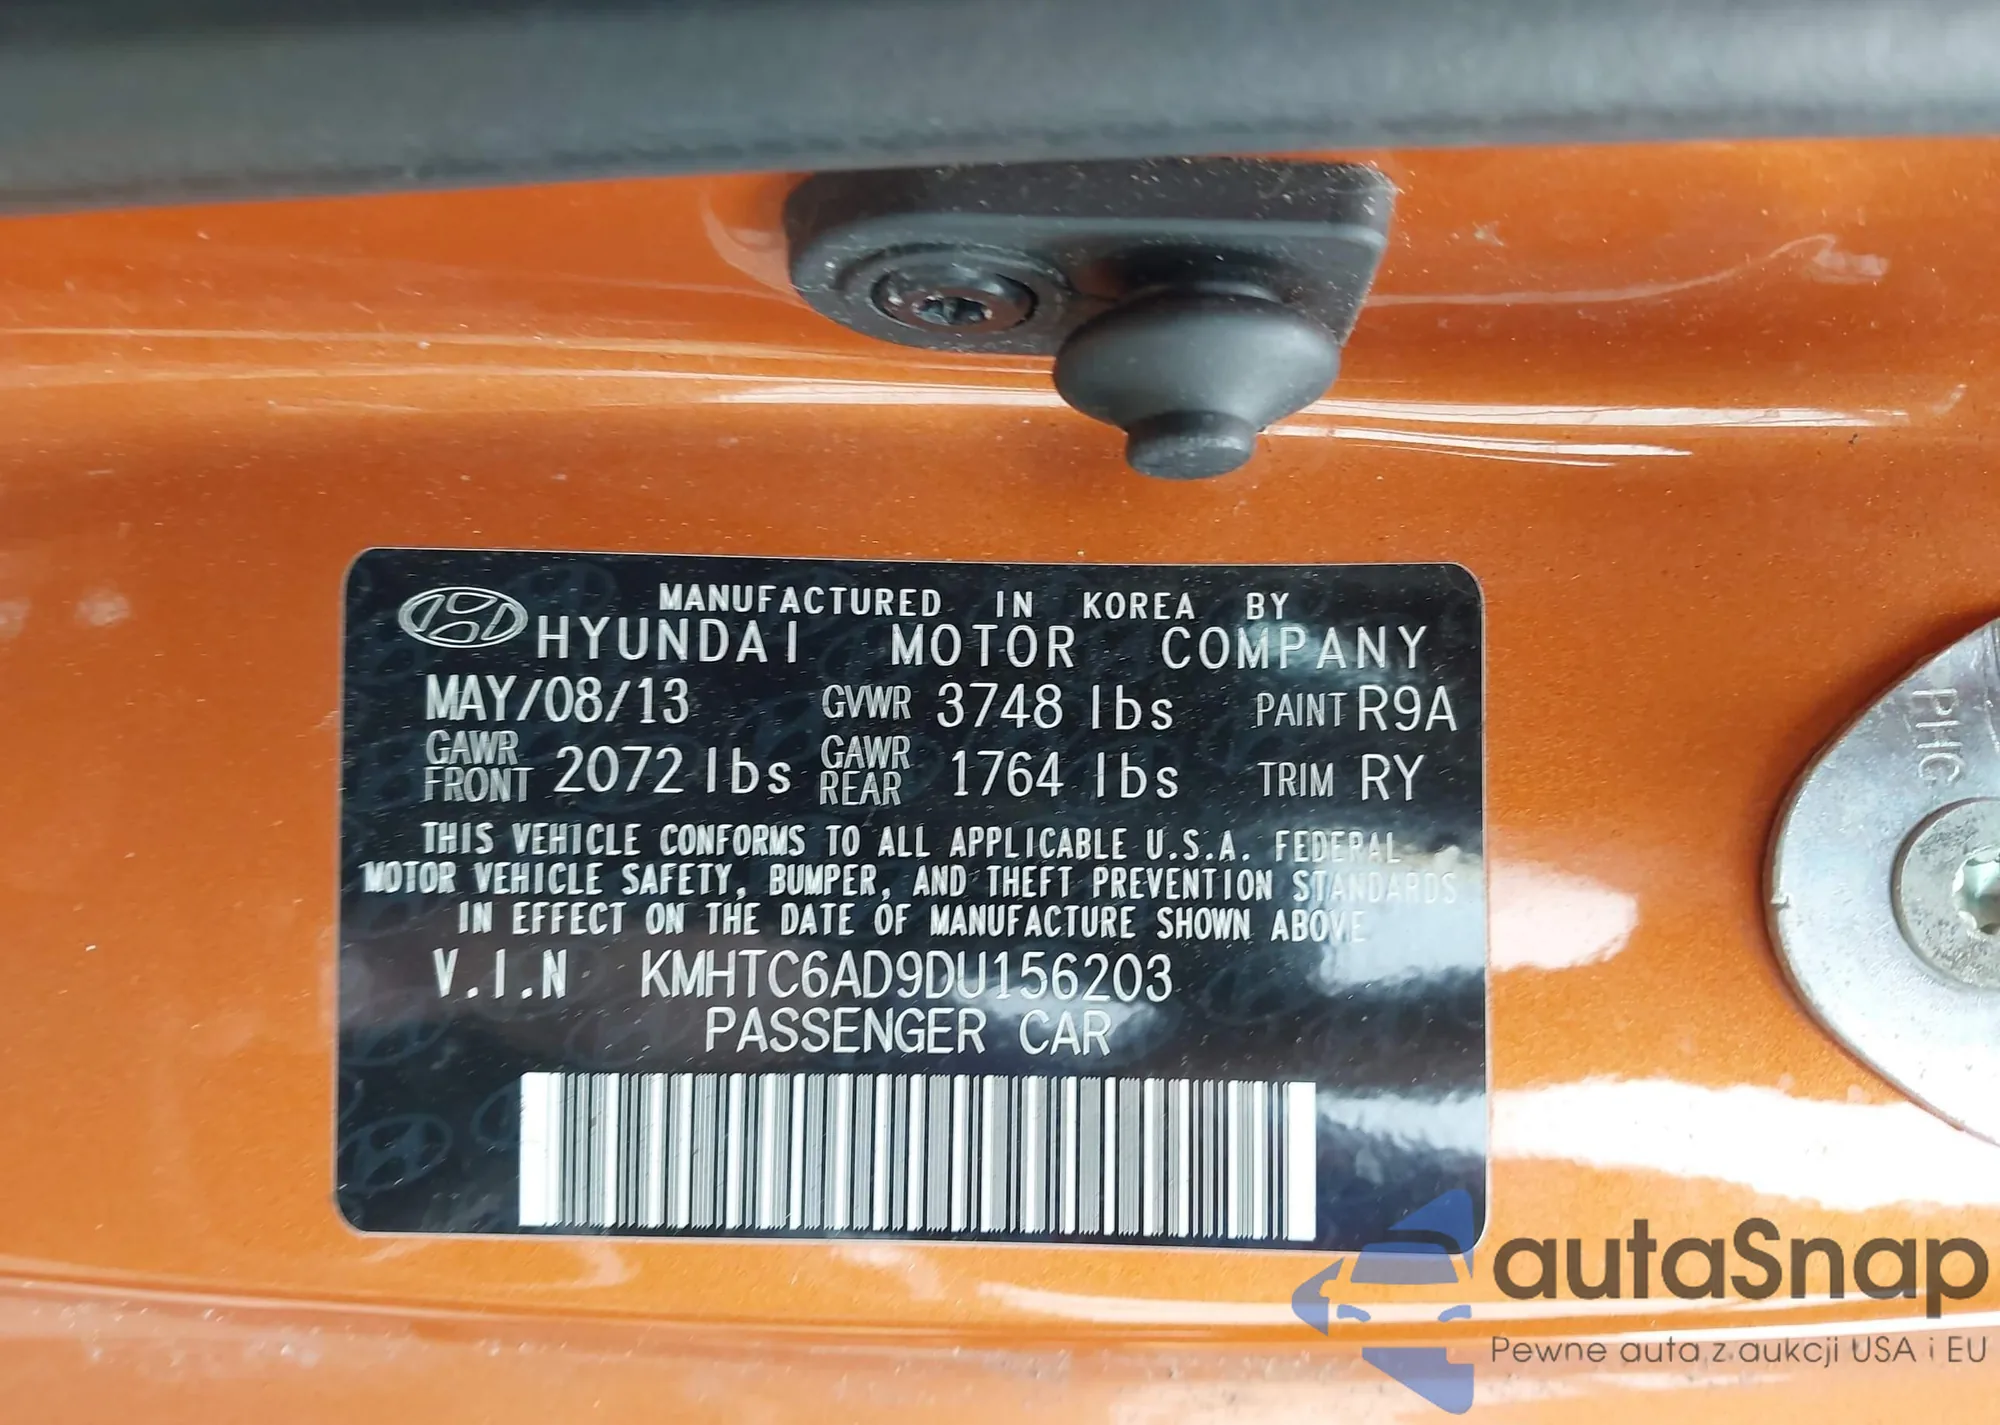 MANUFACTURED IN KOREA BY
HYUNDAI MOTOR COMPANY
MAY/08/13 GVWR 3748 lbs PAINT R9A
GAWR FRONT 2072 lbs GAWR REAR 1764 lbs TRIM RY
THIS VEHICLE CONFORMS TO ALL APPLICABLE U.S.A. FEDERAL
MOTOR VEHICLE SAFETY, BUMPER, AND THEFT PREVENTION STANDARDS
IN EFFECT ON THE DATE OF MANUFACTURE SHOWN ABOVE
V.I.N KMHTC6AD9DU156203
PASSENGER CAR
PHC
autaSnap
Pewne auta z aukcji USA i EU